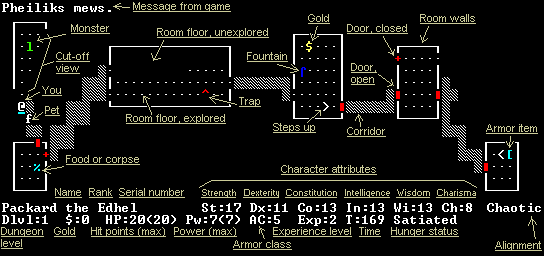 Pheiliks mews. Message from game
Monster
Gold
Room walls
Room floor, unexplored
Door, closed
Cut-off view
Fountain
Door, open
You
Pet
Trap
Room floor, explored
Steps up
Corridor
Armor item
Food or corpse
Character attributes
Name Rank Serial number Strength Dexterity Constitution Intelligence Wisdom Charisma
Packard the Edhel St:17 Dx:11 Co:13 In:13 Wi:13 Ch:8 Chaotic
Dlvl:1 $:0 HP:20(20) Pw:7(7) AC:5 Exp:2 T:169 Satiated
Dungeon level Gold Hit points (max) Power (max) Armor class Experience level Time Hunger status Alignment